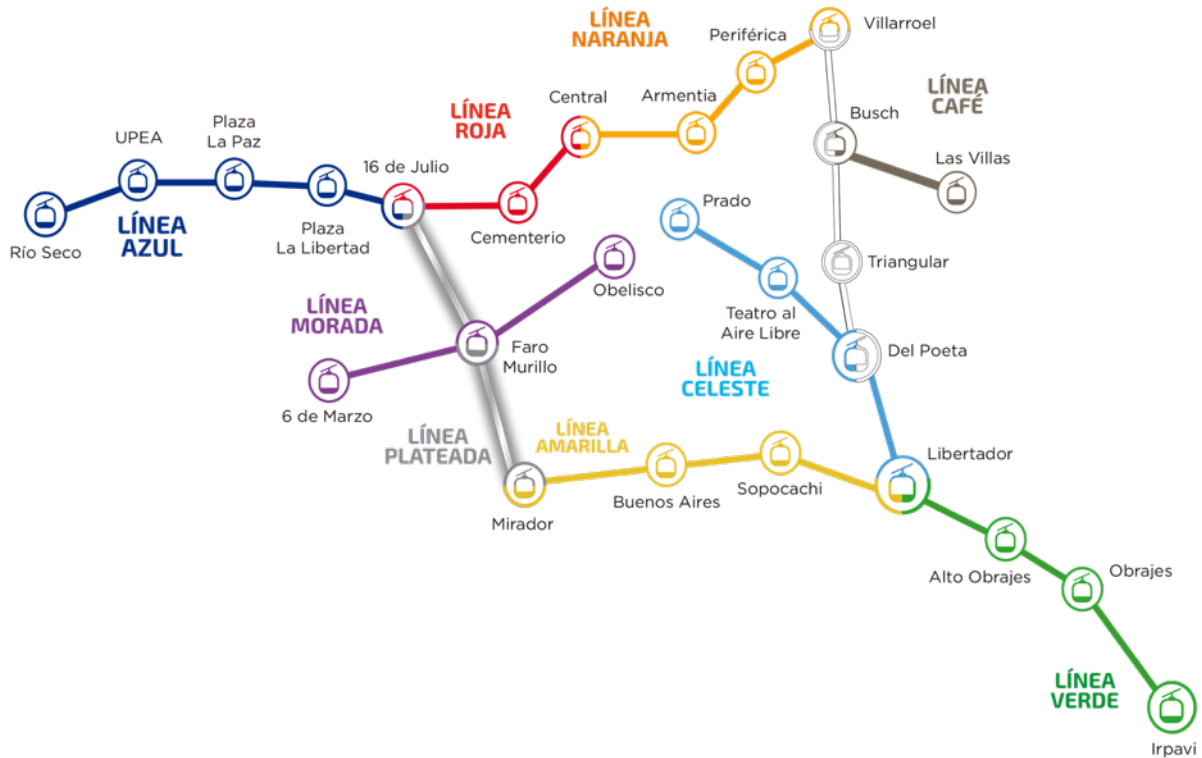 LÍNEA
NARANJA
Periférica
Villarroel
LÍNEA
ROJA
Central
Armentia
LÍNEA
CAFÉ
Busch
UPEA
Plaza
La Paz
16 de Julio
Las Villas
Río Seco
LÍNEA
AZUL
Plaza
La Libertad
Cementerio
Prado
Triangular
Obelisco
LÍNEA
MORADA
Teatro al
Aire Libre
Faro
Murillo
Del Poeta
6 de Marzo
LÍNEA
CELESTE
LÍNEA
PLATEADA
LÍNEA
AMARILLA
Libertador
Mirador
Buenos Aires
Sopocachi
Alto Obrajes
Obrajes
LÍNEA
VERDE
Irpavi